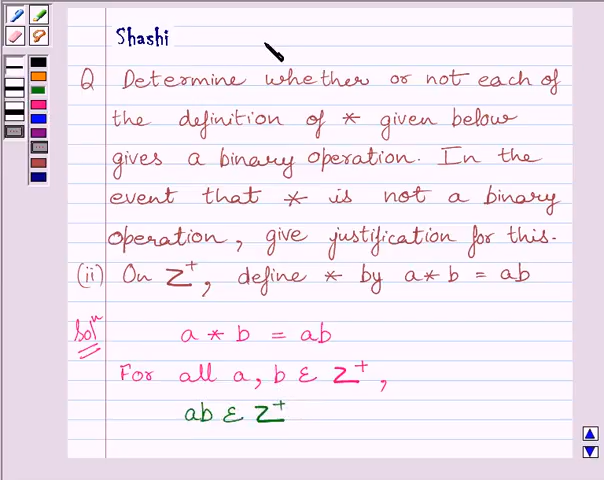 Shashi
Q Determine whether or not each of
the definition of * given below
gives a binary operation. In the
event that * is not a binary
operation, give justification for this.
(ii) On Z⁺, define * by a * b = ab
Solⁿ a * b = ab
For all a, b ε Z⁺,
ab ε Z⁺